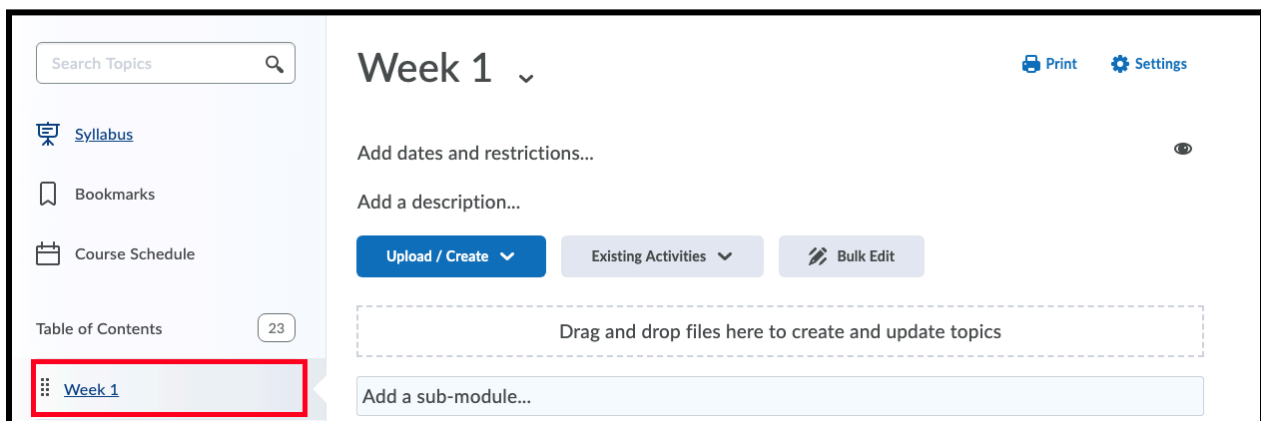 Search Topics
Syllabus
Bookmarks
Course Schedule
Table of Contents 23
Week 1
Week 1
Print Settings
Add dates and restrictions...
Add a description...
Upload / Create Existing Activities Bulk Edit
Drag and drop files here to create and update topics
Add a sub-module...